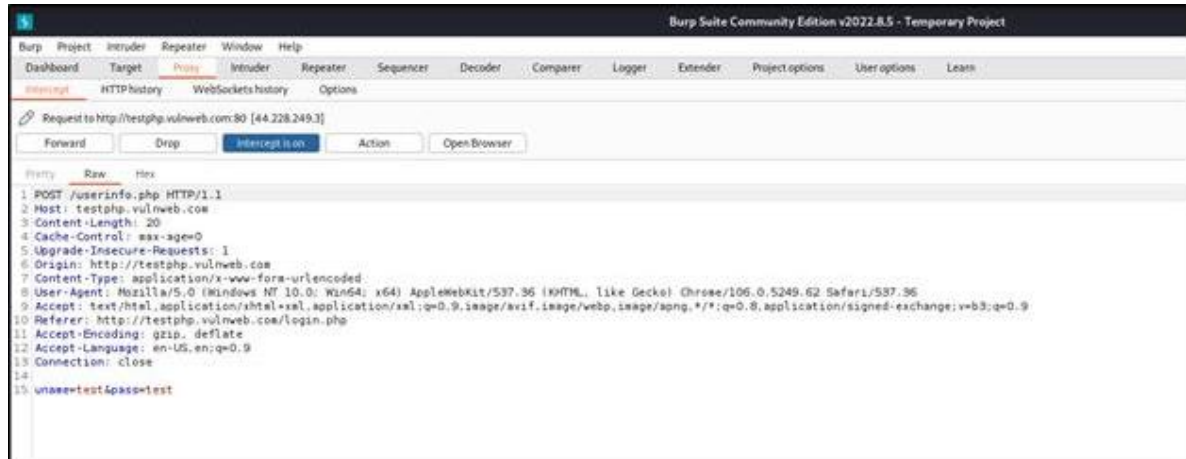 Burp Suite Community Edition v2022.8.5 - Temporary Project
Burp Project Intruder Repeater Window Help
Dashboard Target Proxy Intruder Repeater Sequencer Decoder Comparer Logger Extender Project options User options Learn
Intercept HTTP history WebSockets history Options
Request to http://testphp.vulnweb.com:80 [44.228.249.3]
Forward Drop Intercept is on Action Open Browser
Pretty Raw Hex
1 POST /userinfo.php HTTP/1.1
2 Host: testphp.vulnweb.com
3 Content-Length: 20
4 Cache-Control: max-age=0
5 Upgrade-Insecure-Requests: 1
6 Origin: http://testphp.vulnweb.com
7 Content-Type: application/x-www-form-urlencoded
8 User-Agent: Mozilla/5.0 (Windows NT 10.0; Win64; x64) AppleWebKit/537.36 (KHTML, like Gecko) Chrome/106.0.5249.62 Safari/537.36
9 Accept: text/html,application/xhtml+xml,application/xml;q=0.9,image/avif,image/webp,image/apng,*/*;q=0.8,application/signed-exchange;v=b3;q=0.9
10 Referer: http://testphp.vulnweb.com/login.php
11 Accept-Encoding: gzip, deflate
12 Accept-Language: en-US,en;q=0.9
13 Connection: close
14
15 uname=test&pass=test